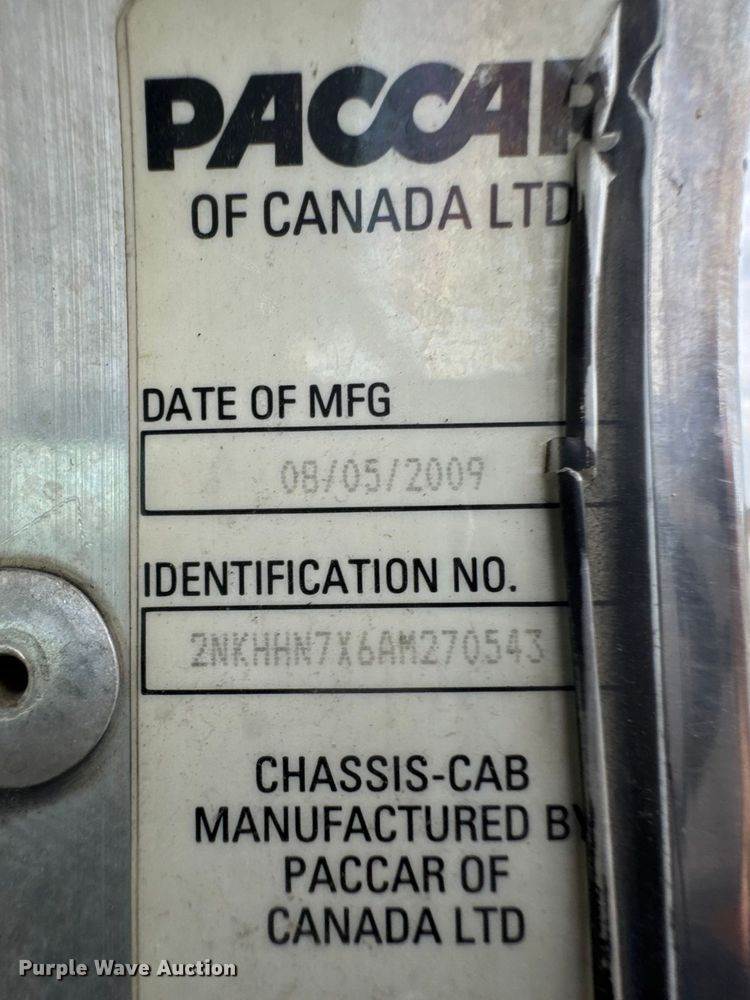 PACCAR
OF CANADA LTD
DATE OF MFG
08/05/2009
IDENTIFICATION NO.
2NKHHN7X6AM270543
CHASSIS-CAB
MANUFACTURED BY
PACCAR OF
CANADA LTD
Purple Wave Auction